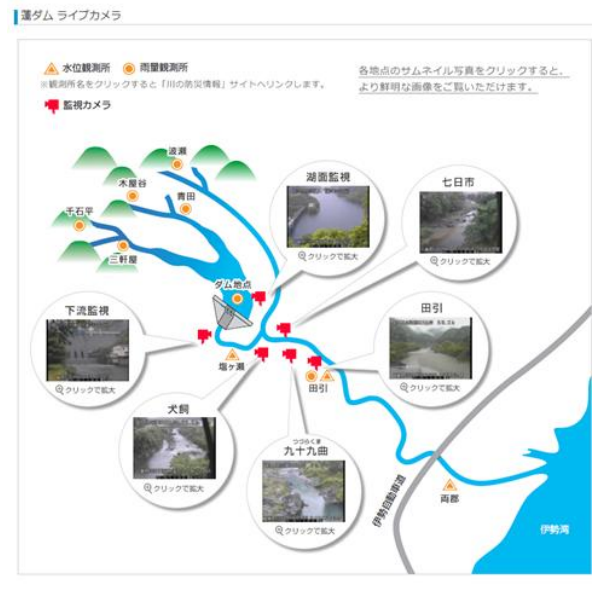 蓮ダム ライブカメラ
水位観測所 雨量観測所
※観測所名をクリックすると「川の防災情報」サイトへリンクします。
監視カメラ
各地点のサムネイル写真をクリックすると、
より鮮明な画像をご覧いただけます。
波瀬
木屋谷
青田
千石平
三軒屋
湖面監視
クリックで拡大
七日市
クリックで拡大
ダム地点
下流監視
クリックで拡大
塩ヶ瀬
田引
クリックで拡大
田引
犬飼
クリックで拡大
つづらくま
九十九曲
クリックで拡大
伊勢自動車道
両郡
伊勢湾